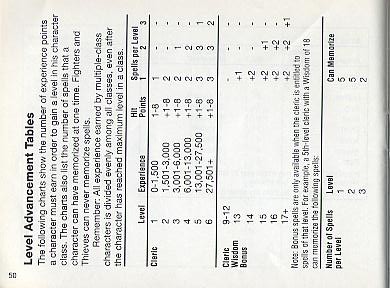 50
Level Advancement Tables
The following charts show the number of experience points
a character must earn in order to gain a level in his character
class. The charts also list the number of spells that a
character can have memorized at one time. Fighters and
Thieves can never memorize spells.
Remember: All experience earned by multiple-class
characters is divided evenly among all classes, even after
the character has reached maximum level in a class.
Hit Spells per Level
Level Experience Points 1 2 3
Cleric 1 0-1,500 1-8 1
2 1,501-3,000 +1-8 2
3 3,001-6,000 +1-8 2 1
4 6,001-13,000 +1-8 3 2
5 13,001-27,500 +1-8 3 3 1
6 27,501+ +1-8 3 3 2
Cleric 9-12 -
Wisdom 13 +1
Bonus 14 +2
15 +2 +1
16 +2 +2
17+ +2 +2 +1
Note: Bonus spells are only available when the cleric is entitled to
spells of that level. For example, a 5th-level cleric with a Wisdom of 18
can memorize the following spells:
Number of Spells Level Can Memorize
per Level 1 5
2 5
3 2